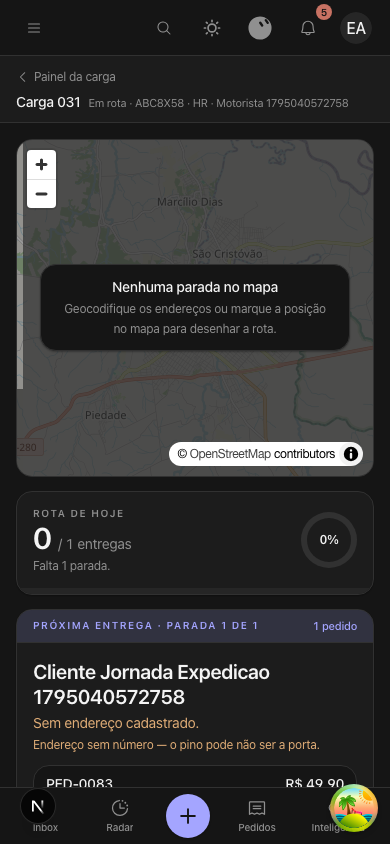 5
EA
Painel da carga
Carga 031 Em rota · ABC8X58 · HR · Motorista 1795040572758
+
Marcílio Dias
−
São Cristóvão
Nenhuma parada no mapa
Geocodifique os endereços ou marque a posição
no mapa para desenhar a rota.
Piedade
-280
© OpenStreetMap contributors
ROTA DE HOJE
0 / 1 entregas
0%
Falta 1 parada.
PRÓXIMA ENTREGA · PARADA 1 DE 1 1 pedido
Cliente Jornada Expedicao
1795040572758
Sem endereço cadastrado.
Endereço sem número — o pino pode não ser a porta.
PED-0083 R$ 49,90
N
+
Inbox Radar Pedidos